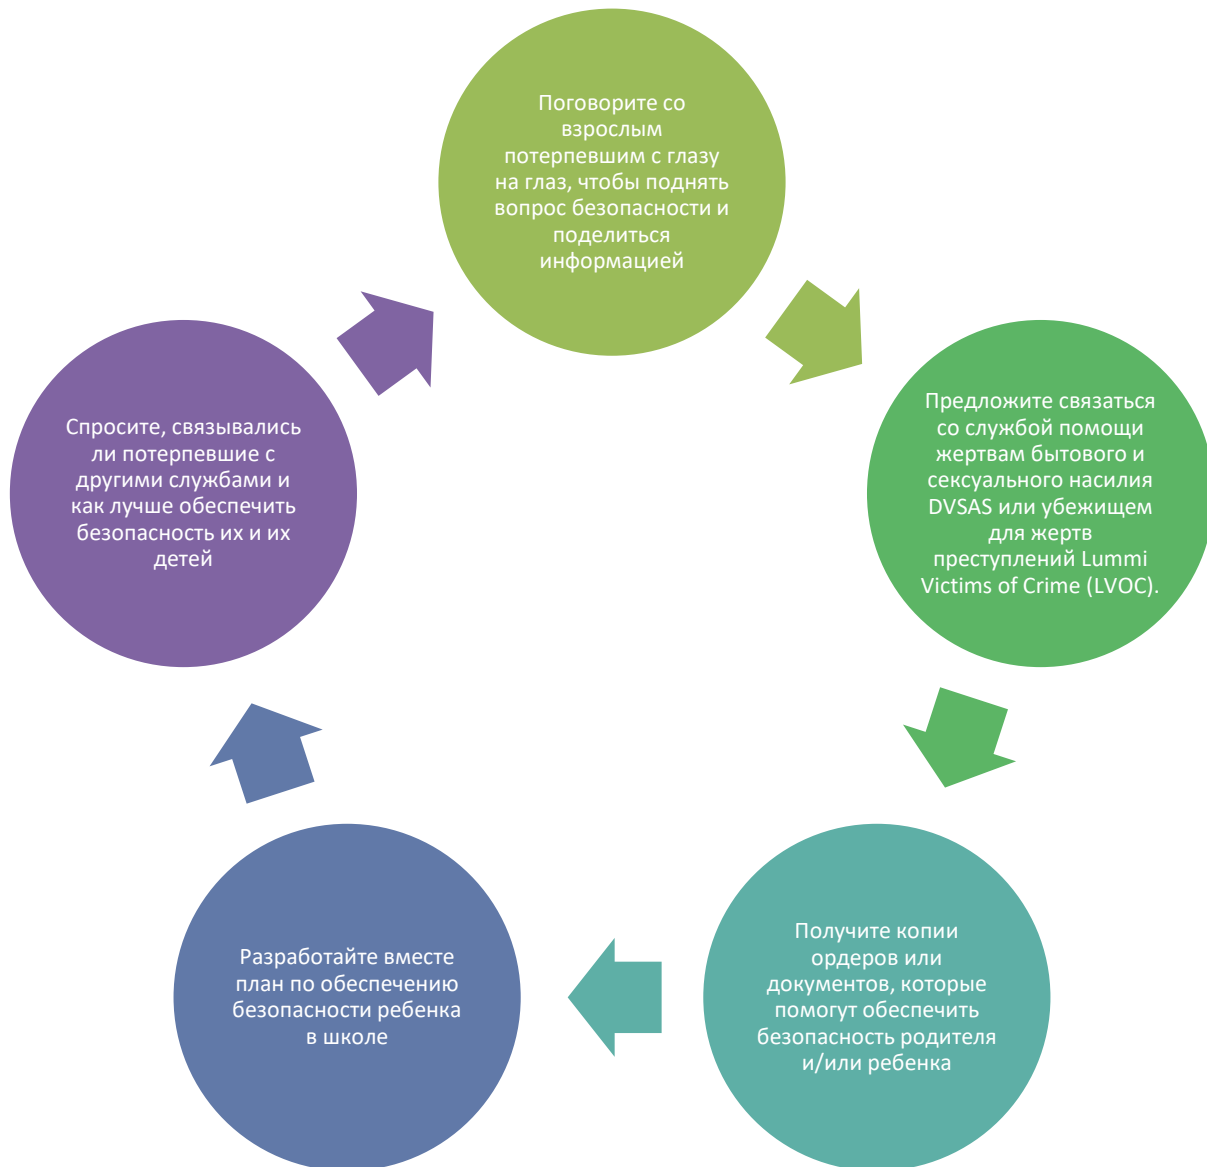 Поговорите со
взрослым
потерпевшим с глазу
на глаз, чтобы поднять
вопрос безопасности и
поделиться
информацией
Предложите связаться
со службой помощи
жертвам бытового и
сексуального насилия
DVSAS или убежищем
для жертв
преступлений Lummi
Victims of Crime (LVOC).
Получите копии
ордеров или
документов, которые
помогут обеспечить
безопасность родителя
и/или ребенка
Разработайте вместе
план по обеспечению
безопасности ребенка
в школе
Спросите, связывались
ли потерпевшие с
другими службами и
как лучше обеспечить
безопасность их и их
детей